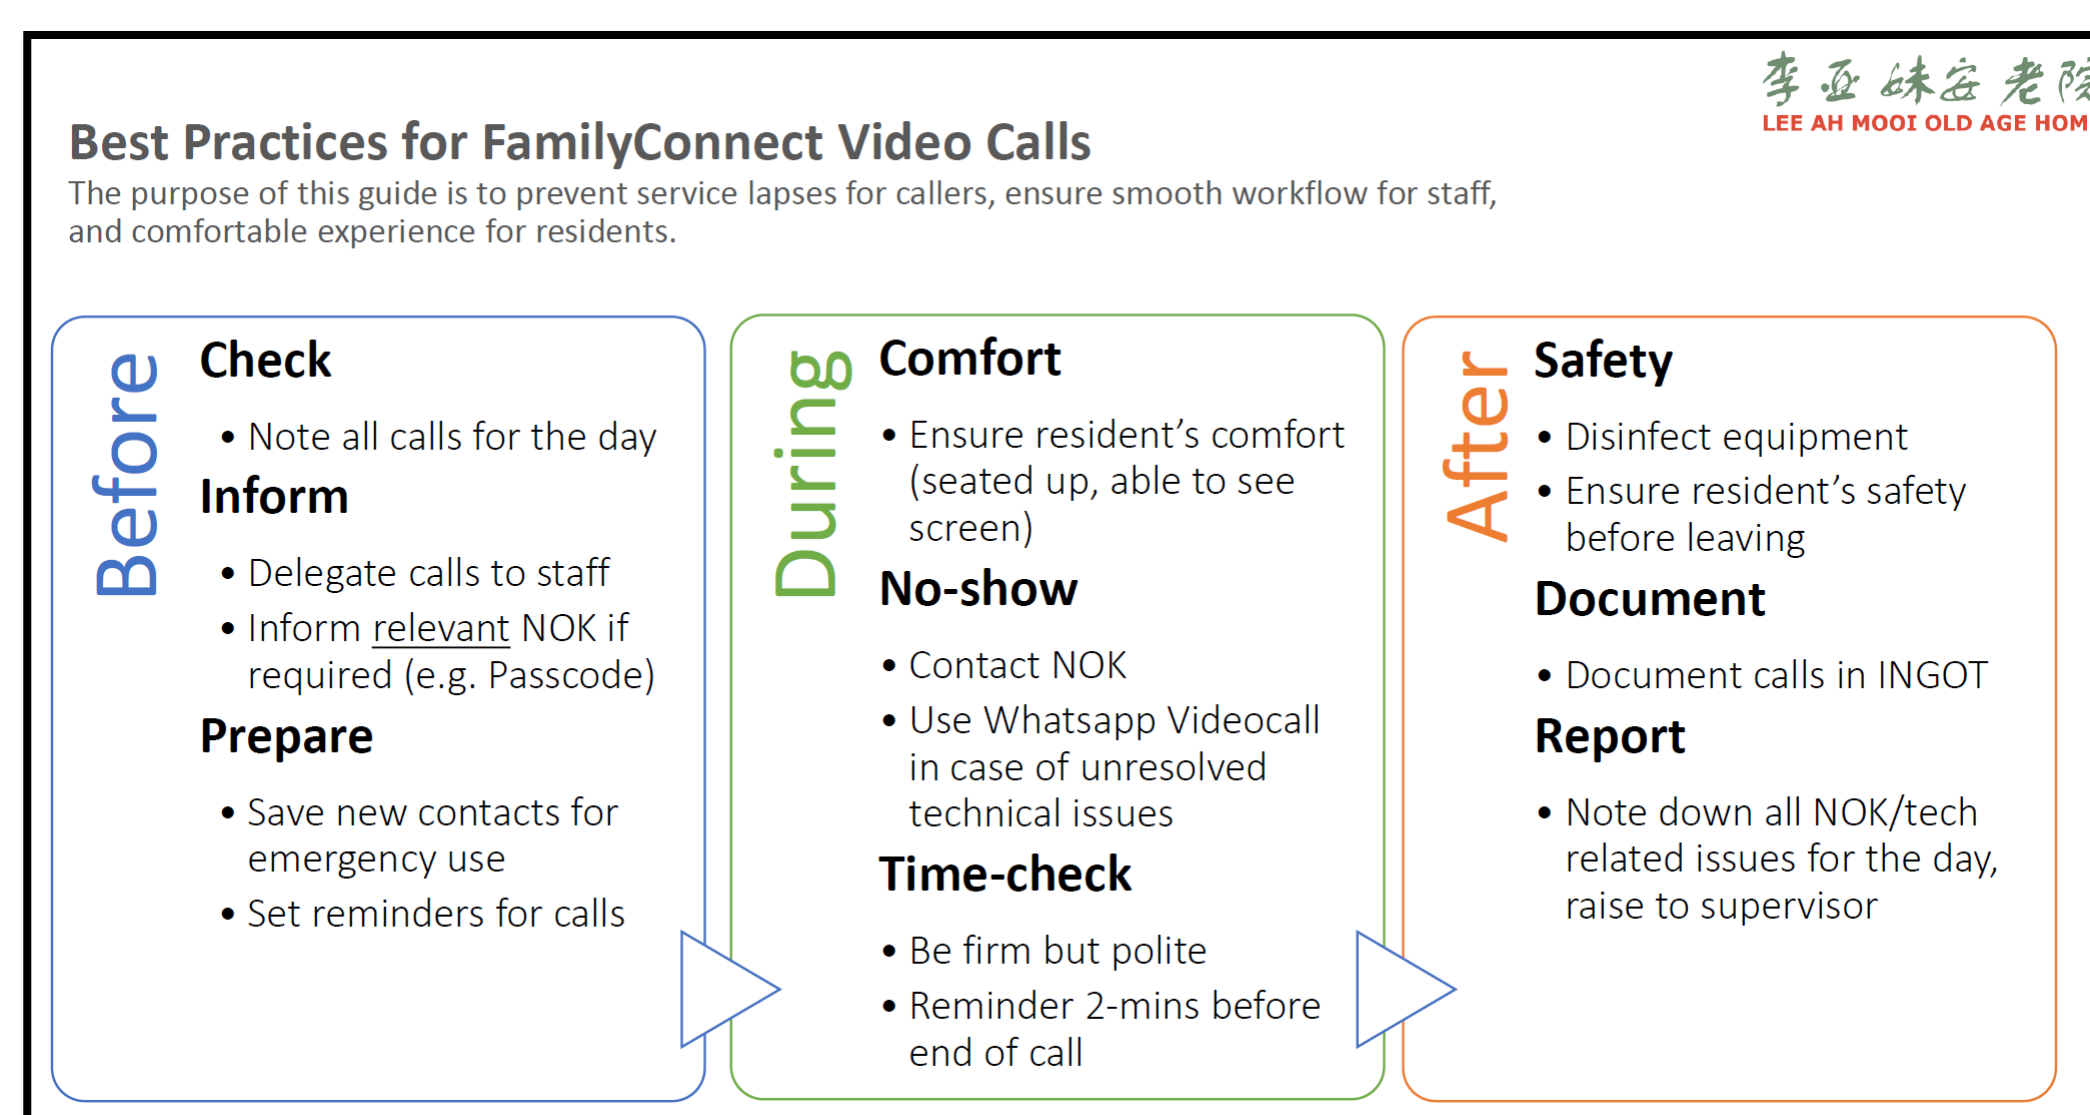 李亚妹安老院
LEE AH MOOI OLD AGE HOM
Best Practices for FamilyConnect Video Calls
The purpose of this guide is to prevent service lapses for callers, ensure smooth workflow for staff,
and comfortable experience for residents.
Before
Check
• Note all calls for the day
Inform
• Delegate calls to staff
• Inform relevant NOK if
required (e.g. Passcode)
Prepare
• Save new contacts for
emergency use
• Set reminders for calls
During
Comfort
• Ensure resident’s comfort
(seated up, able to see
screen)
No-show
• Contact NOK
• Use Whatsapp Videocall
in case of unresolved
technical issues
Time-check
• Be firm but polite
• Reminder 2-mins before
end of call
After
Safety
• Disinfect equipment
• Ensure resident’s safety
before leaving
Document
• Document calls in INGOT
Report
• Note down all NOK/tech
related issues for the day,
raise to supervisor